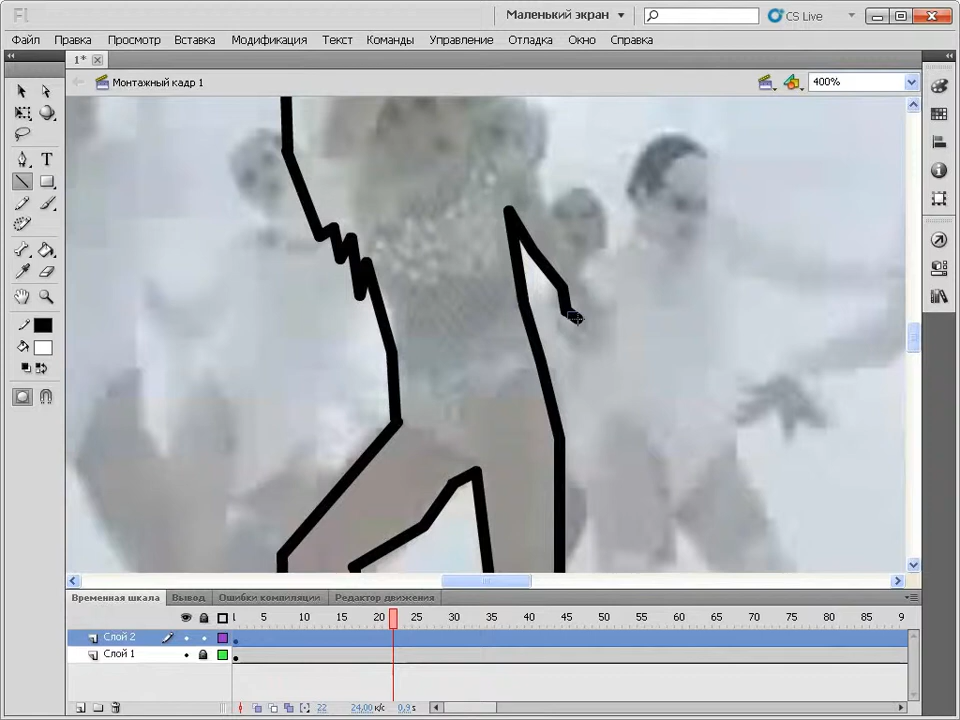 Fl
Маленький экран
CS Live
Файл Правка Просмотр Вставка Модификация Текст Команды Управление Отладка Окно Справка
1*
Монтажный кадр 1
400%
T
Временная шкала Вывод Ошибки компиляции Редактор движения
1 5 10 15 20 25 30 35 40 45 50 55 60 65 70 75 80 85 9
Слой 2
Слой 1
22 24,00 к/с 0,9 s